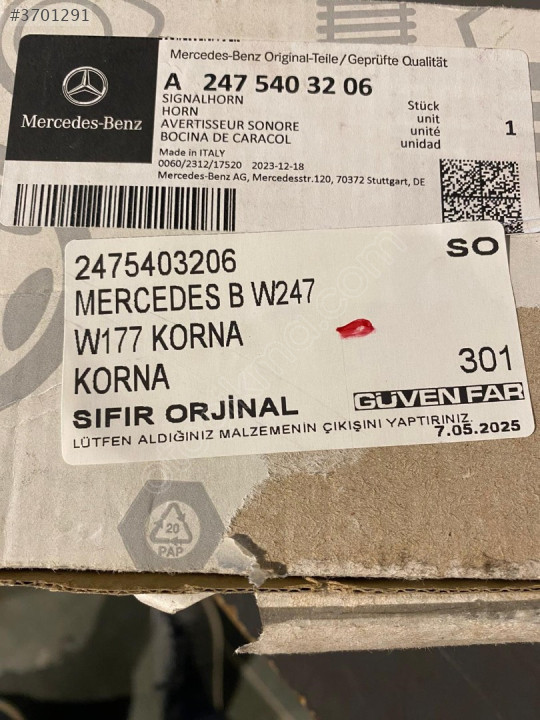 #3701291
Mercedes-Benz Original-Teile/Geprüfte Qualität
A 247 540 32 06
SIGNALHORN
HORN
AVERTISSEUR SONORE
BOCINA DE CARACOL
Stück
unit
unité
unidad
1
Mercedes-Benz
Made in ITALY
0060/2312/17520 2023-12-18
Mercedes-Benz AG, Mercedesstr.120, 70372 Stuttgart, DE
2475403206
SO
MERCEDES B W247
W177 KORNA
KORNA
301
SIFIR ORJİNAL
GÜVEN FAR
LÜTFEN ALDIĞINIZ MALZEMENİN ÇIKIŞINI YAPTIRINIZ.
7.05.2025
20
PAP